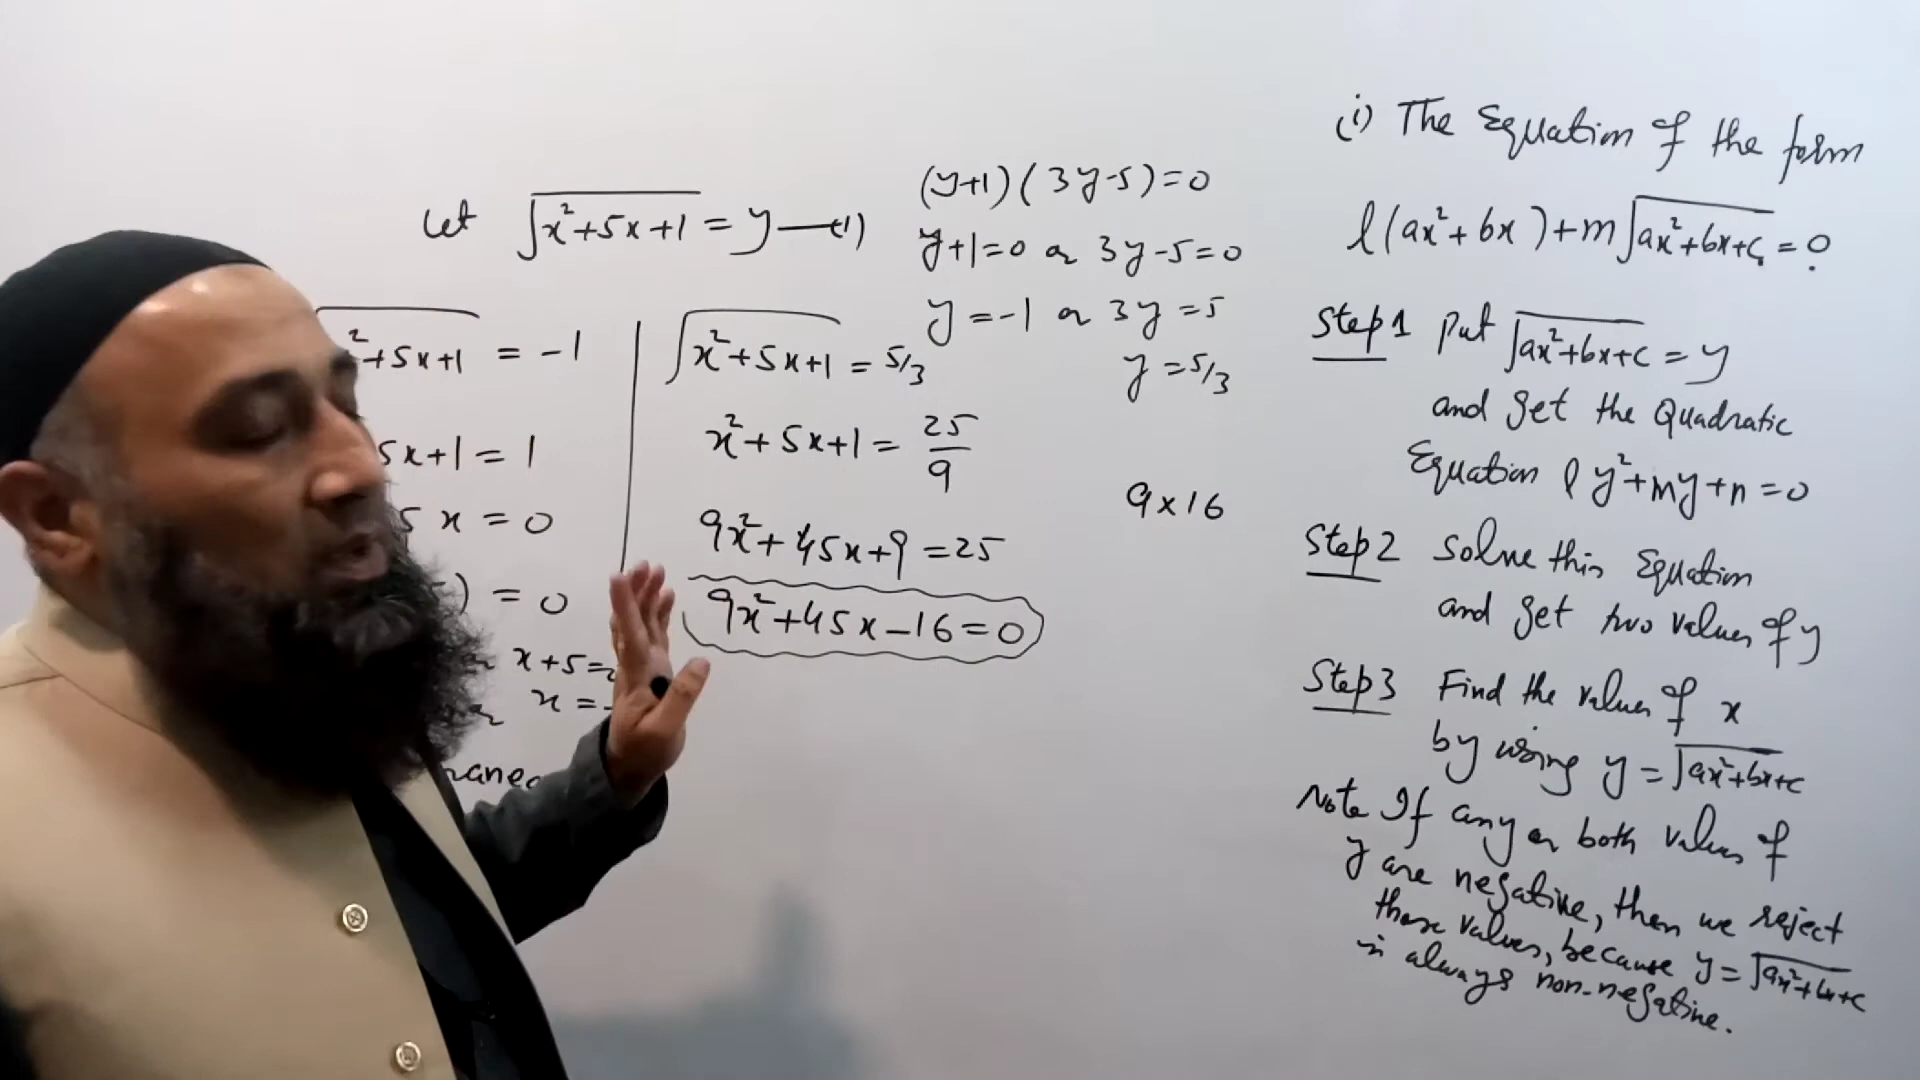 Let √x²+5x+1 = y —(1)
²+5x+1 = -1
5x+1 = 1
5x = 0
) = 0
x+5=
x = -
√x²+5x+1 = 5/3
x²+5x+1 = 25/9
9x²+45x+9 = 25
9x²+45x-16=0
(y+1)(3y-5)=0
y+1=0 or 3y-5=0
y=-1 or 3y=5
y=5/3
9x16
(i) The Equation of the form
l(ax²+bx)+m√ax²+bx+c=0
Step1 Put √ax²+bx+c = y
and get the Quadratic
Equation ly²+my+n=0
Step2 Solve this Equation
and get two values of y
Step3 Find the values of x
by using y=√ax²+bx+c
Note If any or both values of
y are negative, then we reject
these values, because y=√ax²+bx+c
is always non-negative.